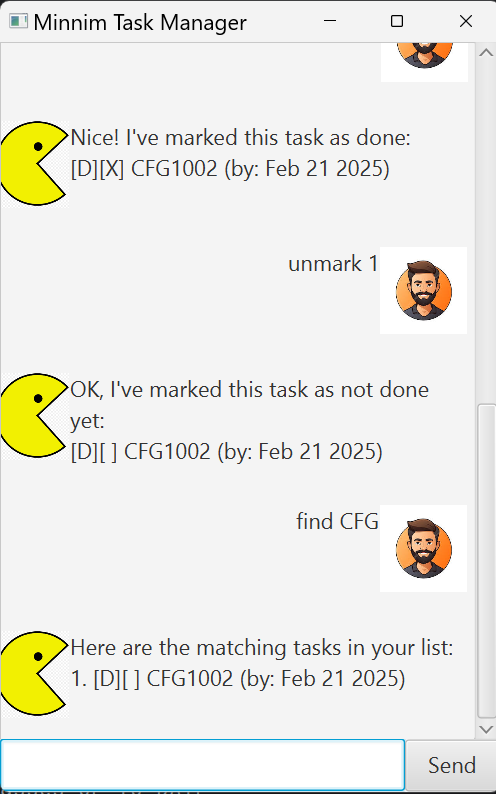 Minnim Task Manager
Nice! I've marked this task as done:
[D][X] CFG1002 (by: Feb 21 2025)
unmark 1
OK, I've marked this task as not done
yet:
[D][ ] CFG1002 (by: Feb 21 2025)
find CFG
Here are the matching tasks in your list:
1. [D][ ] CFG1002 (by: Feb 21 2025)
Send